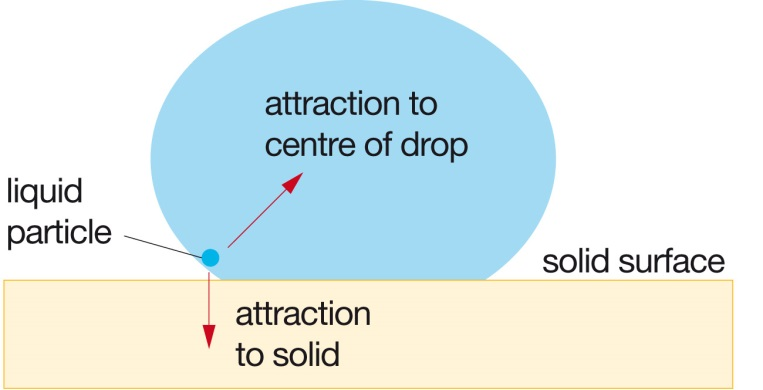 attraction to
centre of drop
liquid
particle
solid surface
attraction
to solid